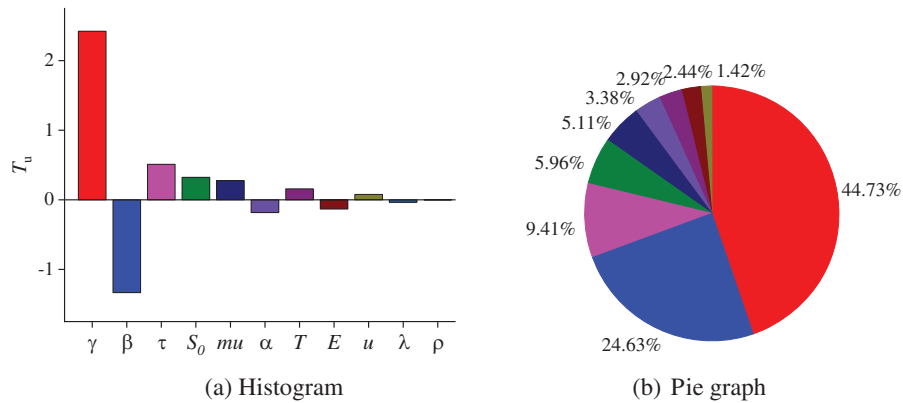 2
1
0
-1
T_u
γ β τ S_0 mu α T E u λ ρ
(a) Histogram
2.92% 2.44% 1.42%
3.38%
5.11%
5.96%
9.41%
44.73%
24.63%
(b) Pie graph